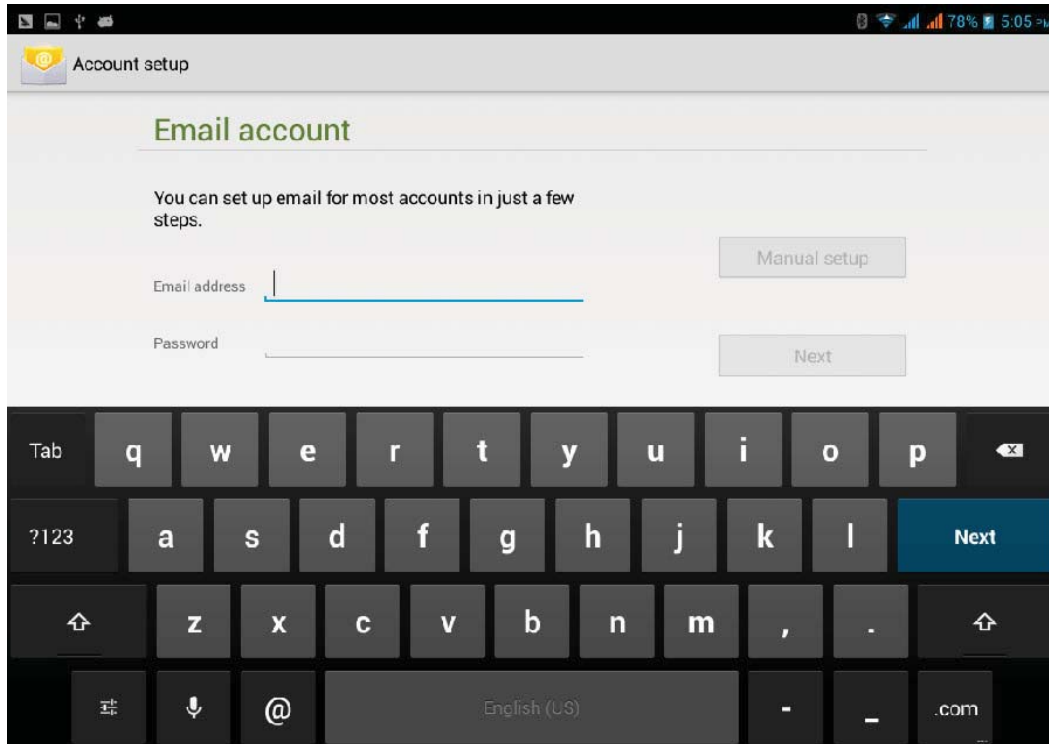 78% 5:05 PM
Account setup
Email account
You can set up email for most accounts in just a few
steps.
Manual setup
Email address
Password
Next
Tab q w e r t y u i o p
?123 a s d f g h j k l Next
z x c v b n m , .
@ English (US) - _ .com